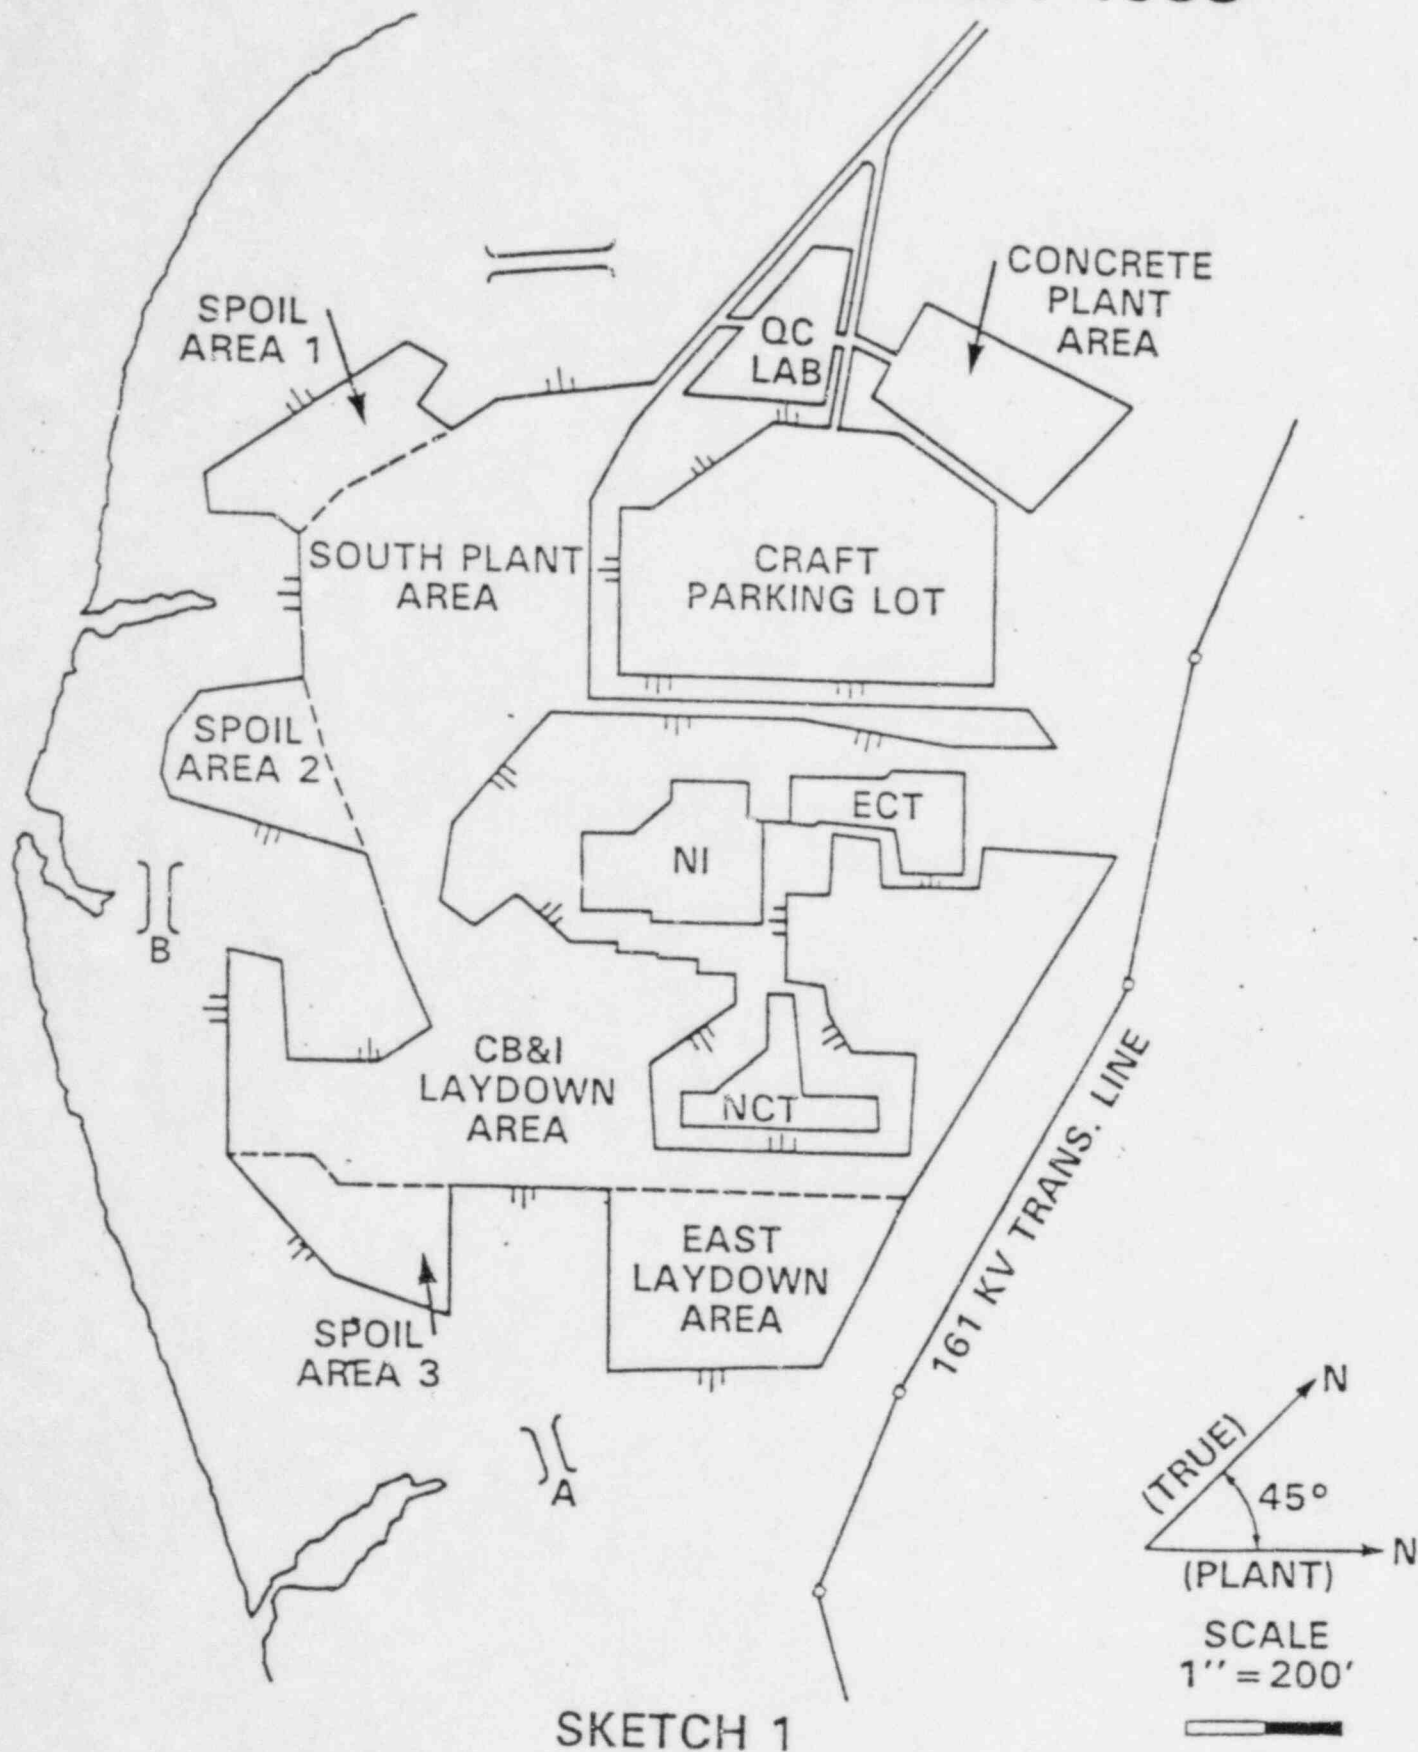 CONCRETE
PLANT
AREA
SPOIL
AREA 1
QC
LAB
SOUTH PLANT
AREA
CRAFT
PARKING LOT
SPOIL
AREA 2
ECT
NI
B
CB&I
LAYDOWN
AREA
NCT
161 KV TRANS. LINE
EAST
LAYDOWN
AREA
SPOIL
AREA 3
A
N
(TRUE)
45°
N
(PLANT)
SCALE
1" = 200'
SKETCH 1